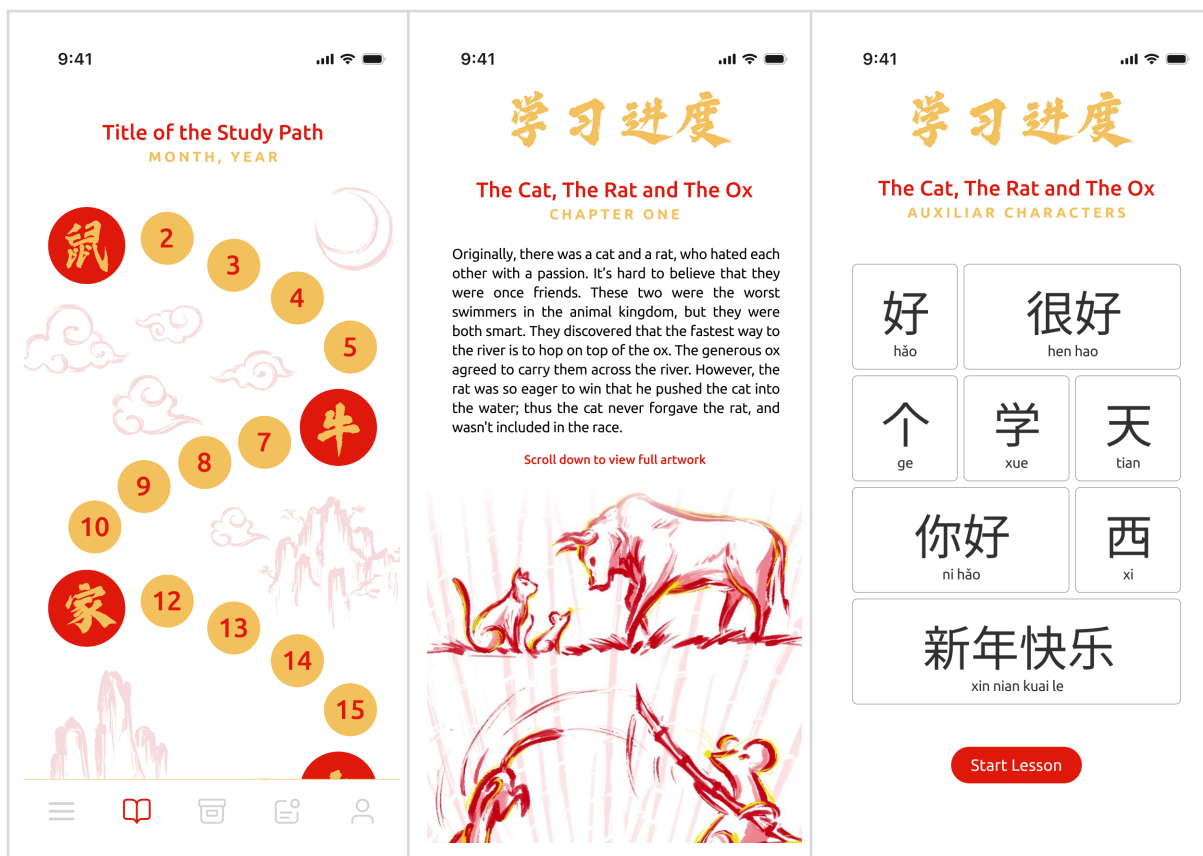 9:41
Title of the Study Path
MONTH, YEAR
鼠
2
3
4
5
牛
7
8
9
10
家
12
13
14
15
9:41
学习进度
The Cat, The Rat and The Ox
CHAPTER ONE
Originally, there was a cat and a rat, who hated each
other with a passion. It’s hard to believe that they
were once friends. These two were the worst
swimmers in the animal kingdom, but they were
both smart. They discovered that the fastest way to
the river is to hop on top of the ox. The generous ox
agreed to carry them across the river. However, the
rat was so eager to win that he pushed the cat into
the water; thus the cat never forgave the rat, and
wasn't included in the race.
Scroll down to view full artwork
9:41
学习进度
The Cat, The Rat and The Ox
AUXILIAR CHARACTERS
好
hǎo
很好
hen hao
个
ge
学
xue
天
tian
你好
ni hǎo
西
xi
新年快乐
xin nian kuai le
Start Lesson